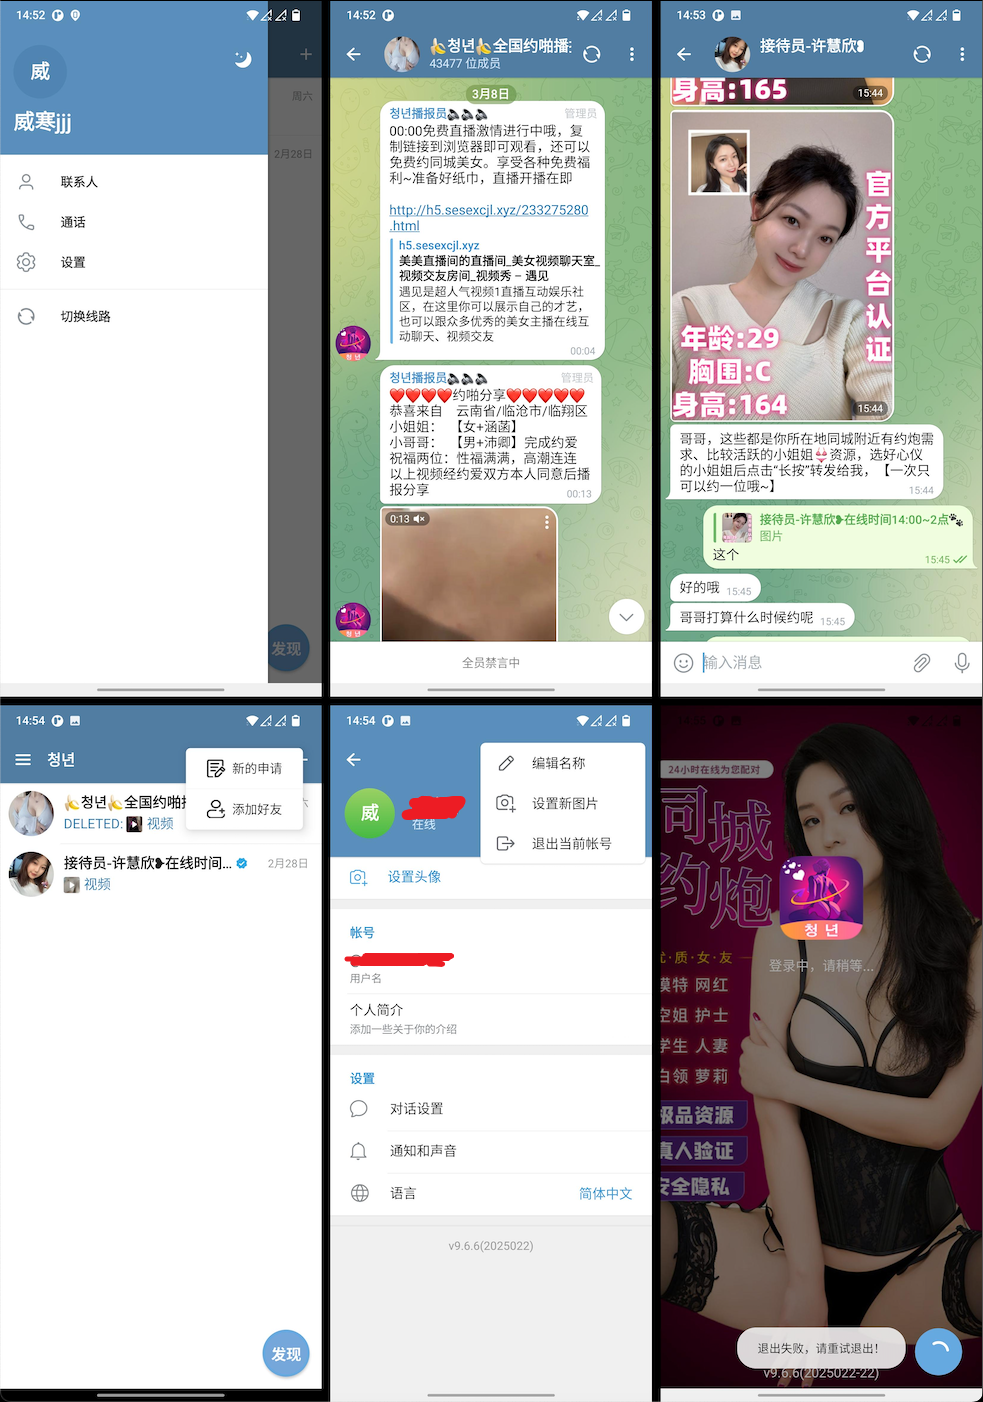 14:52
威
威寒jjj
联系人
通话
设置
切换线路
周六
2月28日
发现
14:52
🍌청년🍌全国约啪播
43477 位成员
3月8日
青年播报员🔈🔈🔈
管理员
00:00免费直播激情进行中哦，复
制链接到浏览器即可观看，还可以
免费约同城美女。享受各种免费福
利~准备好纸巾，直播开播在即
http://h5.sesexcjl.xyz/233275280
.html
h5.sesexcjl.xyz
美美直播间的直播间_美女视频聊天室_
视频交友房间_视频秀 – 遇见
遇见是超人气视频1直播互动娱乐社
区，在这里你可以展示自己的才艺，
也可以跟众多优秀的美女主播在线互
动聊天、视频交友
00:04
청년
青年播报员🔈🔈🔈
管理员
❤️❤️❤️❤️约啪分享❤️❤️❤️❤️❤️
恭喜来自 云南省/临沧市/临翔区
小姐姐： 【女+涵菡】
小哥哥： 【男+沛卿】完成约爱
祝福两位：性福满满，高潮连连
以上视频经约爱双方本人同意后播
报分享
00:13
0:13
청년
全员禁言中
14:53
接待员-许慧欣❥
身高:165
15:44
官方平台认证
年龄:29
胸围:C
身高:164
15:44
哥哥，这些都是你所在地同城附近有约炮需
求、比较活跃的小姐姐👙资源，选好心仪
的小姐姐后点击“长按”转发给我，【一次只
可以约一位哦~】
15:44
接待员-许慧欣❥在线时间14:00~2点🐾
图片
这个
15:45
好的哦
15:45
哥哥打算什么时候约呢
15:45
输入消息
14:54
청년
新的申请
添加好友
🍌청년🍌全国约啪
六
DELETED: 视频
接待员-许慧欣❥在线时间...
2月28日
视频
发现
14:54
编辑名称
设置新图片
退出当前帐号
威
在线
设置头像
帐号
用户名
个人简介
添加一些关于你的介绍
设置
对话设置
通知和声音
语言
简体中文
v9.6.6(2025022)
24小时在线为您配对
同城
约炮
청년
优·质·女·友
登录中，请稍等...
模特 网红
空姐 护士
学生 人妻
白领 萝莉
极品资源
真人验证
安全隐私
退出失败，请重试退出！
v9.6.6(2025022-22)